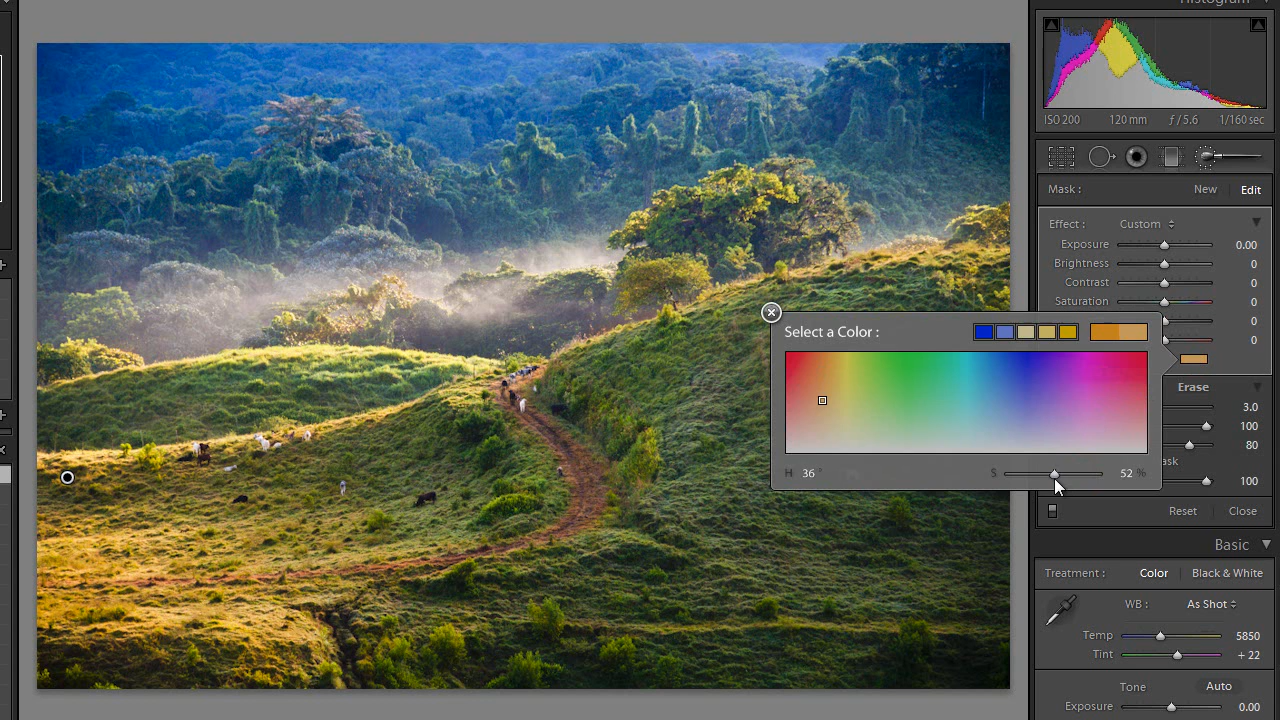 Histogram
ISO 200 120 mm ƒ / 5.6 1/160 sec
Mask : New Edit
Effect : Custom
Exposure 0.00
Brightness 0
Contrast 0
Saturation 0
0
0
Select a Color :
H 36 ° S 52 %
Erase
3.0
100
80
ask
100
Reset Close
Basic
Treatment : Color Black & White
WB : As Shot
Temp 5850
Tint + 22
Tone Auto
Exposure 0.00